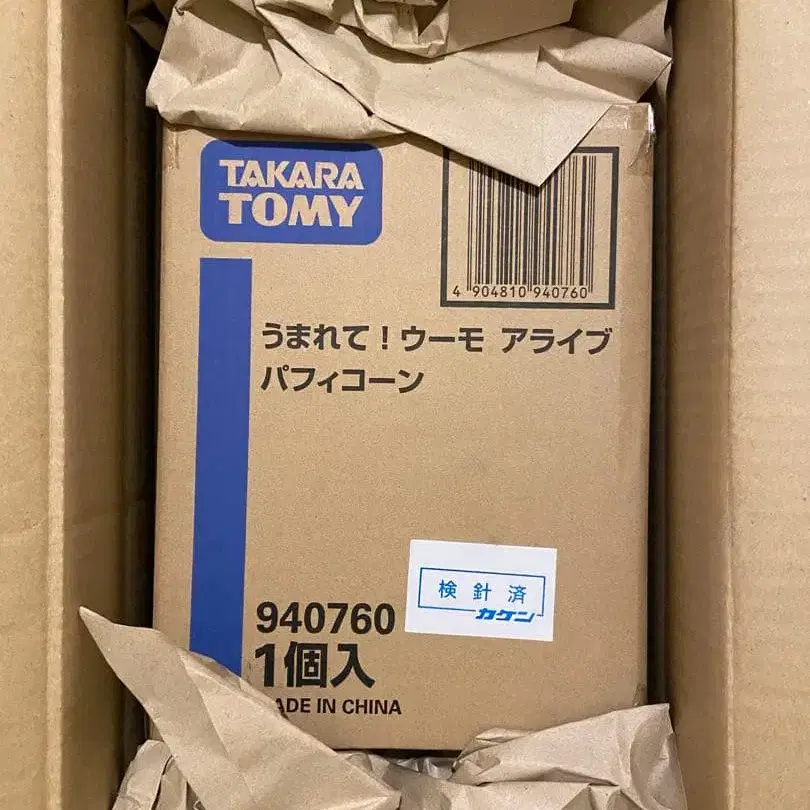 TAKARA
TOMY
4 904810 940760
うまれて！ウーモ アライブ
パフィコーン
検針済
カケン
940760
1個入
ADE IN CHINA